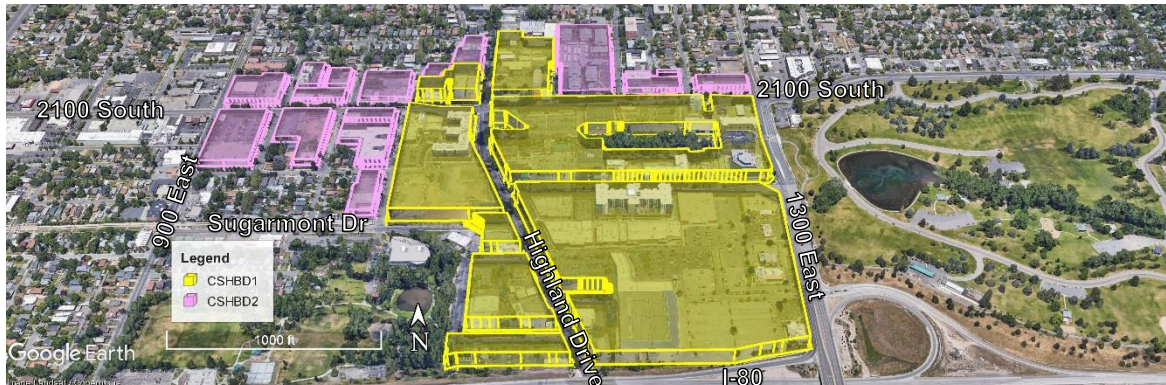 2100 South
2100 South
900 East
Sugarmont Dr
1300 East
Highland Drive
Legend
CSHBD1
CSHBD2
1000 ft
N
Google Earth
I-80